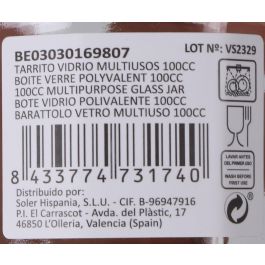 BE03030169807
LOT Nº: VS2329
TARRITO VIDRIO MULTIUSOS 100CC
BOITE VERRE POLYVALENT 100CC
100CC MULTIPURPOSE GLASS JAR
BOITE VIDRIO POLIVALENTE 100CC
BARATTOLO VETRO MULTIUSO 100CC
LAVAR ANTES
DEL PRIMER USO
WASH BEFORE
FIRST USE
8 433774 731740
Distribuido por:
Soler Hispania, S.L.U. - CIF. B-96947916
P.I. El Carrascot - Avda. del Plàstic, 17
46850 L'Olleria, Valencia (Spain)